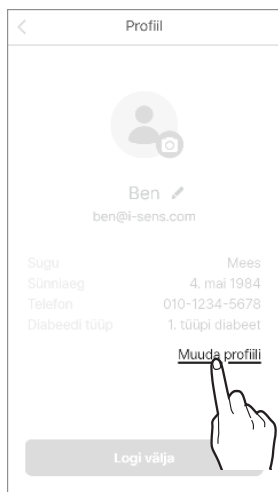 Profiil
Ben
ben@i-sens.com
Sugu Mees
Sünniaeg 4. mai 1984
Telefon 010-1234-5678
Diabeedi tüüp 1. tüüpi diabeet
Muuda profiili
Logi välja